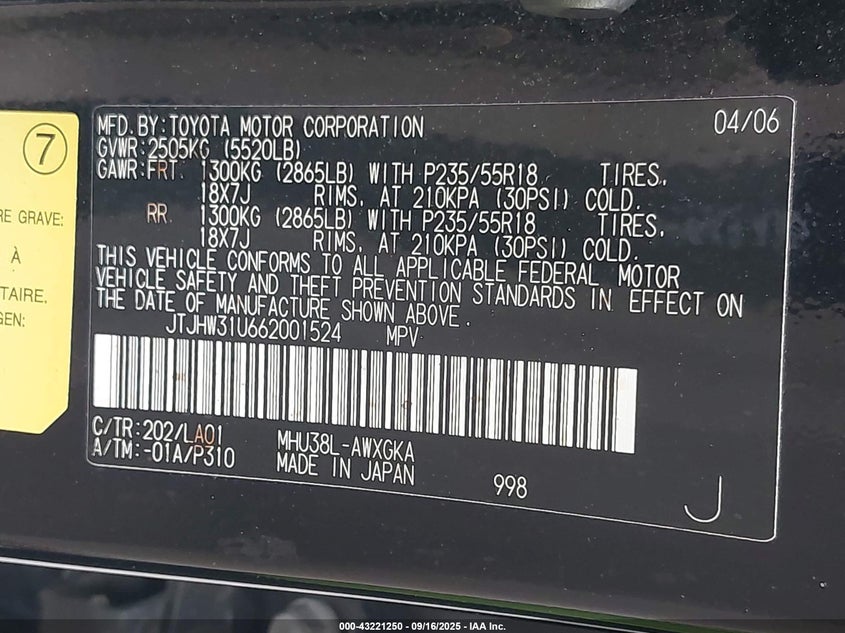 7
RE GRAVE:
À
TAIRE.
GEN:
MFD.BY:TOYOTA MOTOR CORPORATION 04/06
GVWR:2505KG (5520LB)
GAWR:FRT. 1300KG (2865LB) WITH P235/55R18 TIRES,
18X7J RIMS, AT 210KPA (30PSI) COLD.
RR. 1300KG (2865LB) WITH P235/55R18 TIRES,
18X7J RIMS, AT 210KPA (30PSI) COLD.
THIS VEHICLE CONFORMS TO ALL APPLICABLE FEDERAL MOTOR
VEHICLE SAFETY AND THEFT PREVENTION STANDARDS IN EFFECT ON
THE DATE OF MANUFACTURE SHOWN ABOVE.
JTJHW31U662001524 MPV
C/TR:202/LA01 MHU38L-AWXGKA
A/TM:-01A/P310 MADE IN JAPAN 998 J
000-43221250 - 09/16/2025 - IAA Inc.